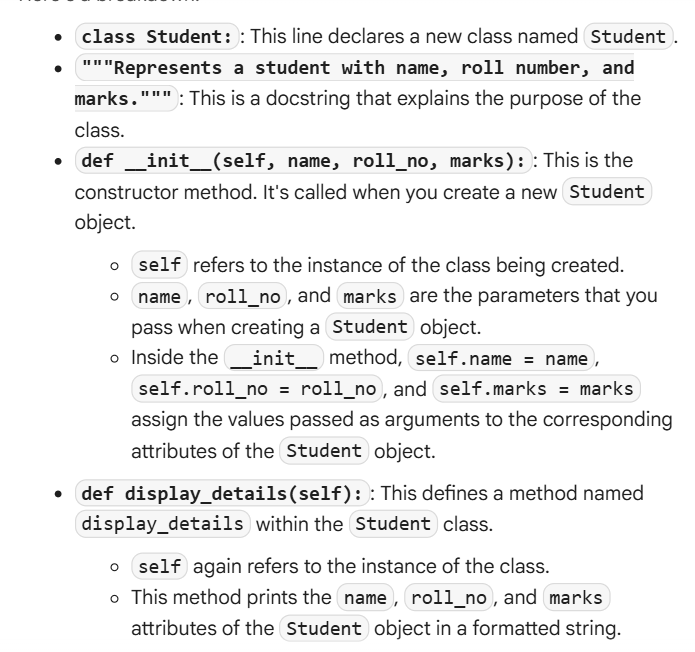 Here's a breakdown:
class Student: : This line declares a new class named Student.
"""Represents a student with name, roll number, and
marks.""" : This is a docstring that explains the purpose of the
class.
def __init__(self, name, roll_no, marks): : This is the
constructor method. It's called when you create a new Student
object.
self refers to the instance of the class being created.
name, roll_no, and marks are the parameters that you
pass when creating a Student object.
Inside the __init__ method, self.name = name,
self.roll_no = roll_no, and self.marks = marks
assign the values passed as arguments to the corresponding
attributes of the Student object.
def display_details(self): : This defines a method named
display_details within the Student class.
self again refers to the instance of the class.
This method prints the name, roll_no, and marks
attributes of the Student object in a formatted string.